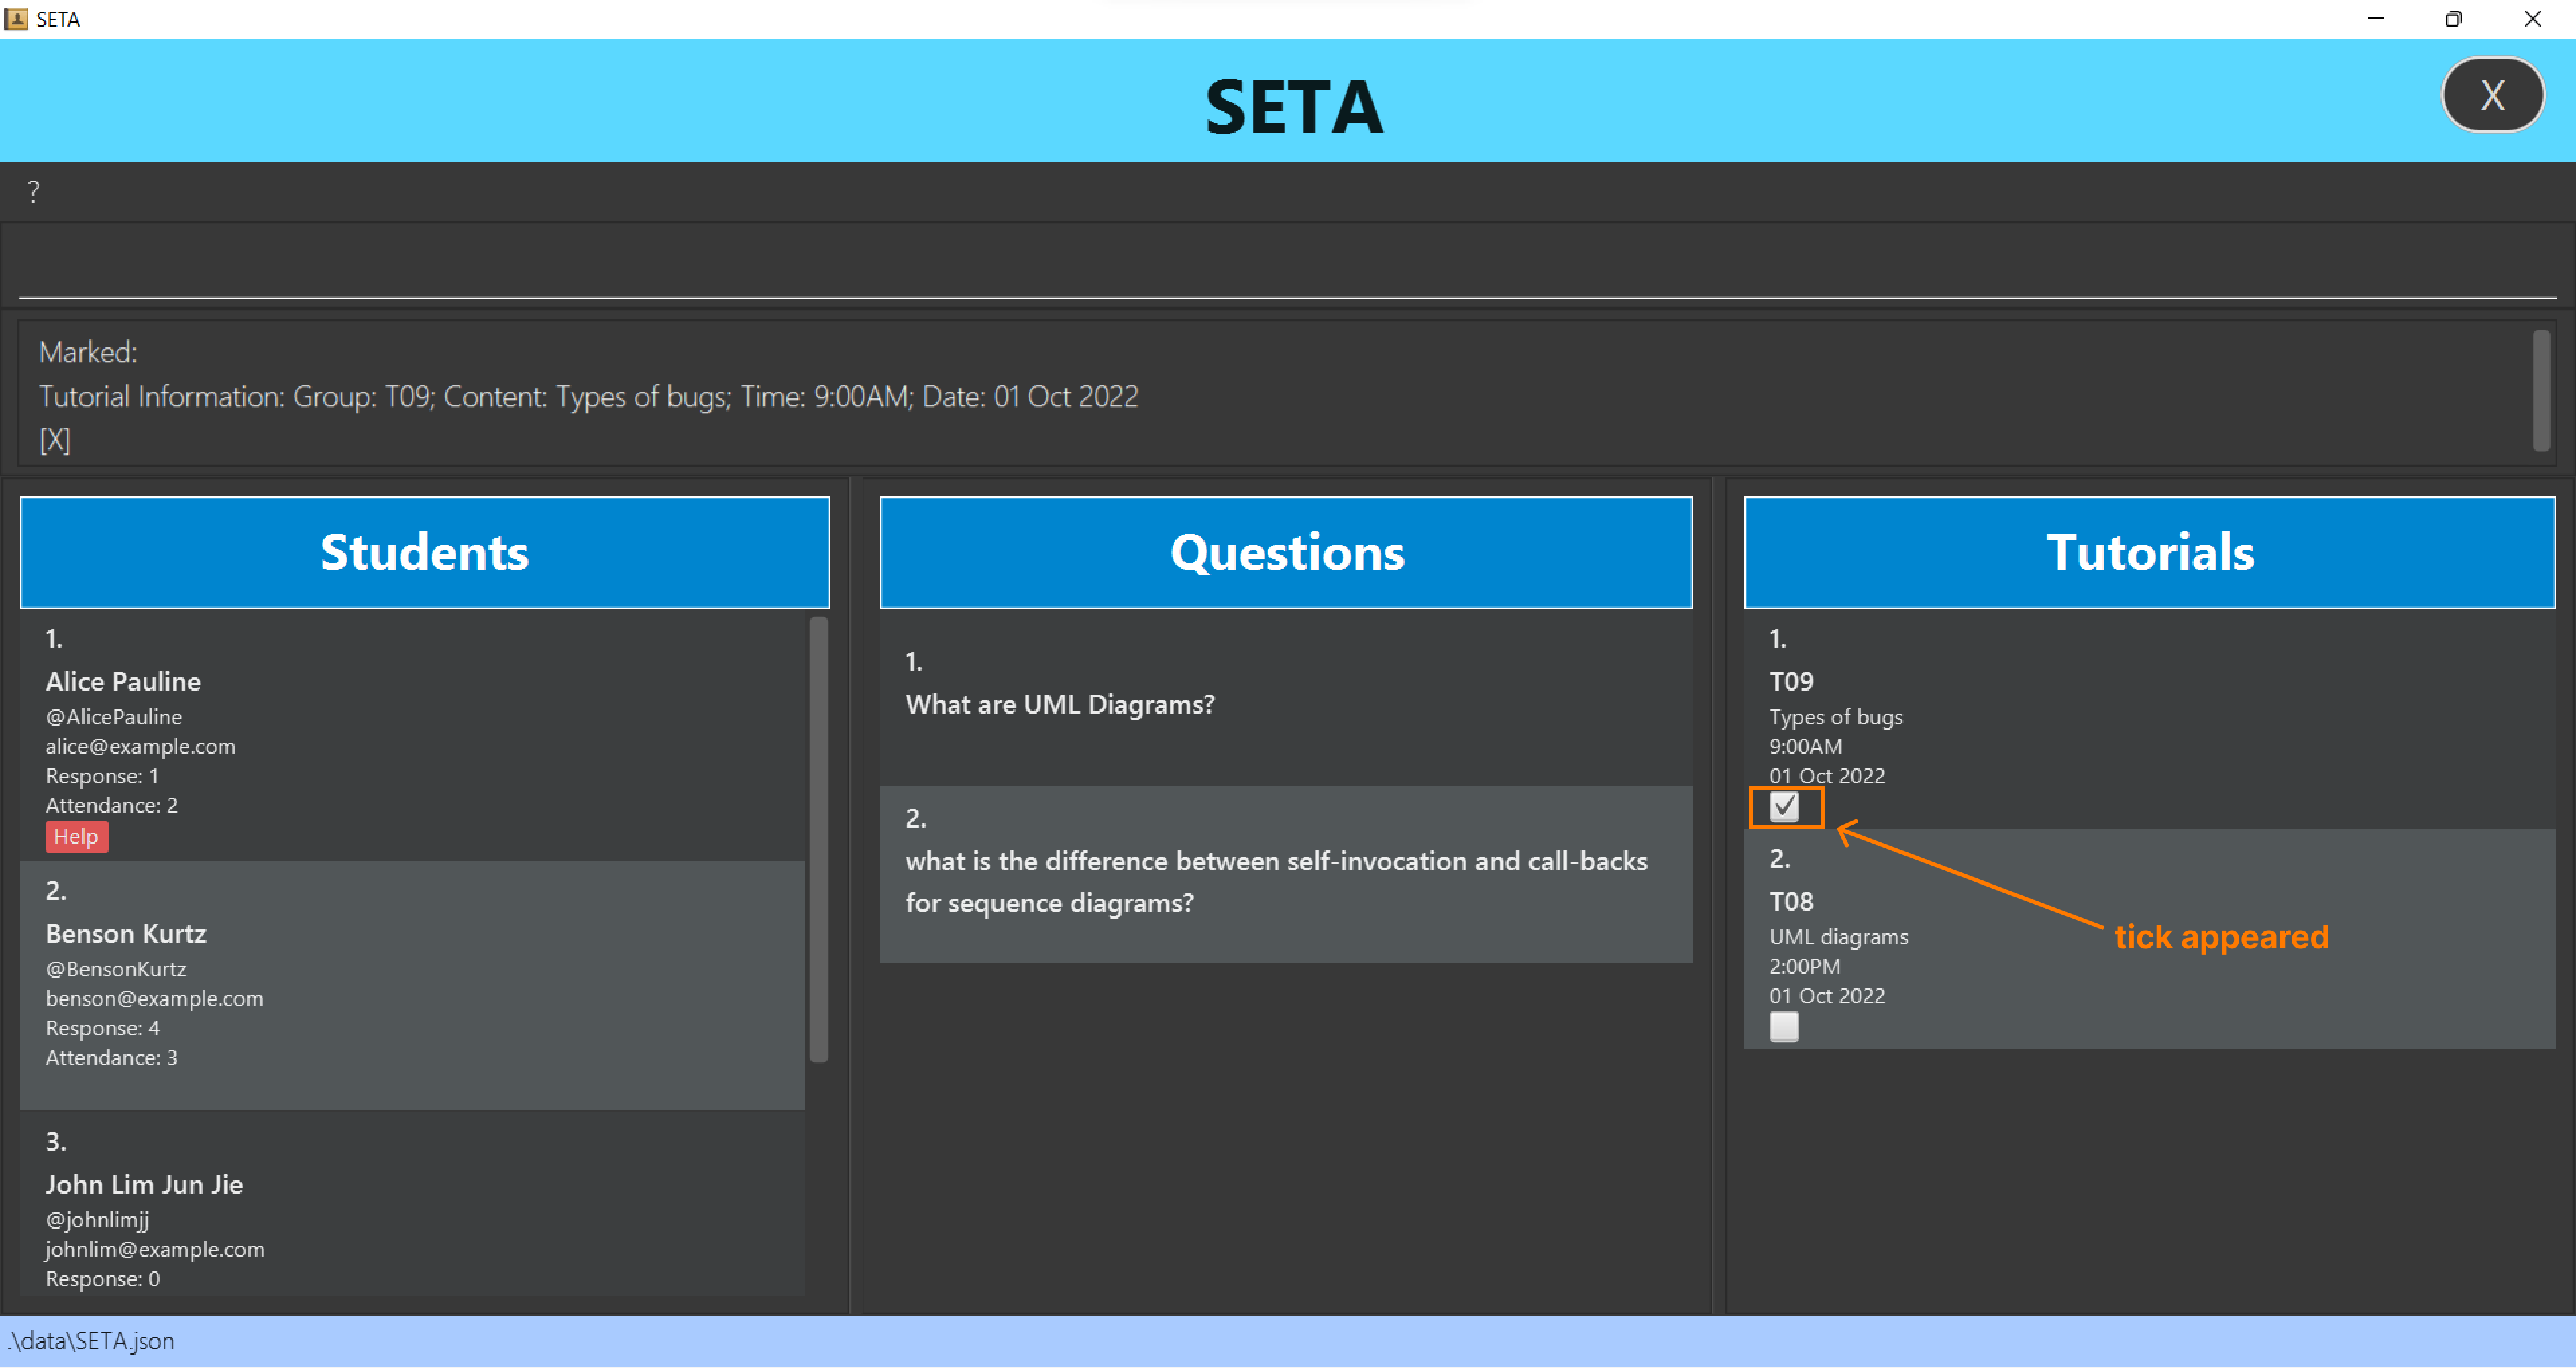 SETA
SETA
X
?
Marked:
Tutorial Information: Group: T09; Content: Types of bugs; Time: 9:00AM; Date: 01 Oct 2022
[X]
Students
1.
Alice Pauline
@AlicePauline
alice@example.com
Response: 1
Attendance: 2
Help
2.
Benson Kurtz
@BensonKurtz
benson@example.com
Response: 4
Attendance: 3
3.
John Lim Jun Jie
@johnlimjj
johnlim@example.com
Response: 0
Questions
1.
What are UML Diagrams?
2.
what is the difference between self-invocation and call-backs
for sequence diagrams?
Tutorials
1.
T09
Types of bugs
9:00AM
01 Oct 2022
2.
T08
UML diagrams
2:00PM
01 Oct 2022
tick appeared
.\data\SETA.json